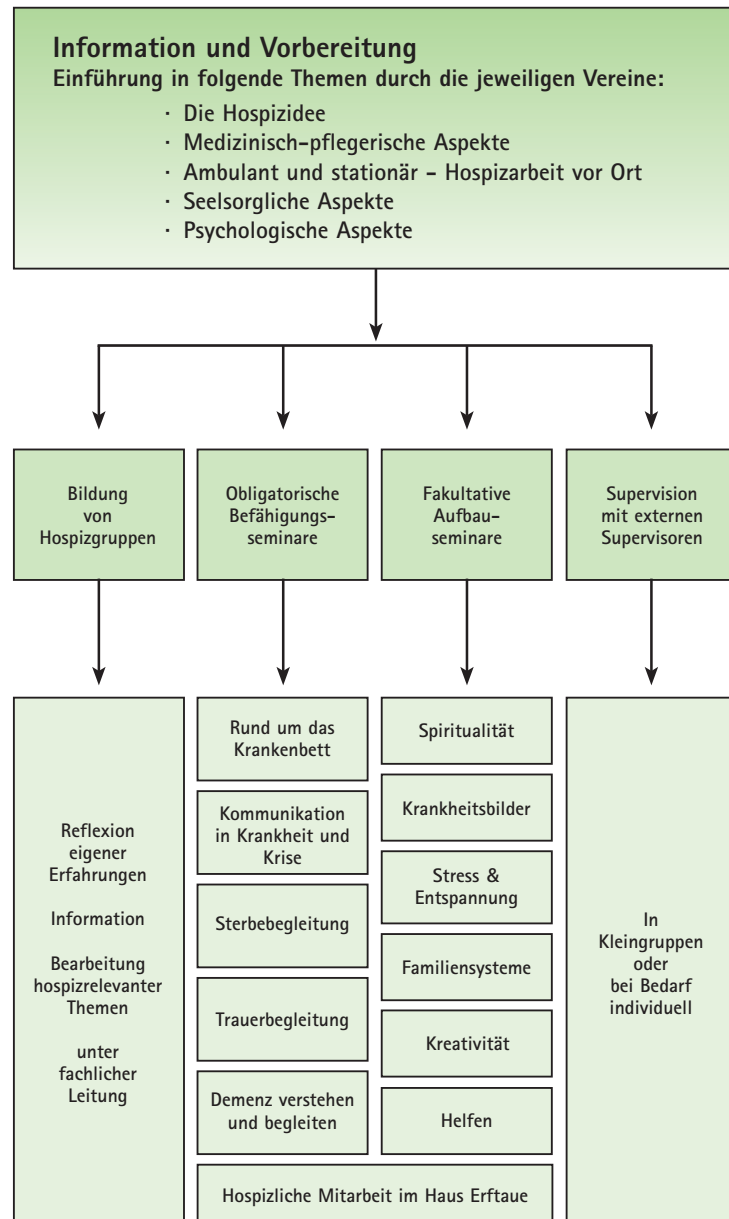 Information und Vorbereitung
Einführung in folgende Themen durch die jeweiligen Vereine:
· Die Hospizidee
· Medizinisch-pflegerische Aspekte
· Ambulant und stationär - Hospizarbeit vor Ort
· Seelsorgliche Aspekte
· Psychologische Aspekte
Bildung
von
Hospizgruppen
Obligatorische
Befähigungs-
seminare
Fakultative
Aufbau-
seminare
Supervision
mit externen
Supervisoren
Reflexion
eigener
Erfahrungen
Information
Bearbeitung
hospizrelevanter
Themen
unter
fachlicher
Leitung
Rund um das
Krankenbett
Kommunikation
in Krankheit und
Krise
Sterbebegleitung
Trauerbegleitung
Demenz verstehen
und begleiten
Spiritualität
Krankheitsbilder
Stress &
Entspannung
Familiensysteme
Kreativität
Helfen
Hospizliche Mitarbeit im Haus Erftaue
In
Kleingruppen
oder
bei Bedarf
individuell